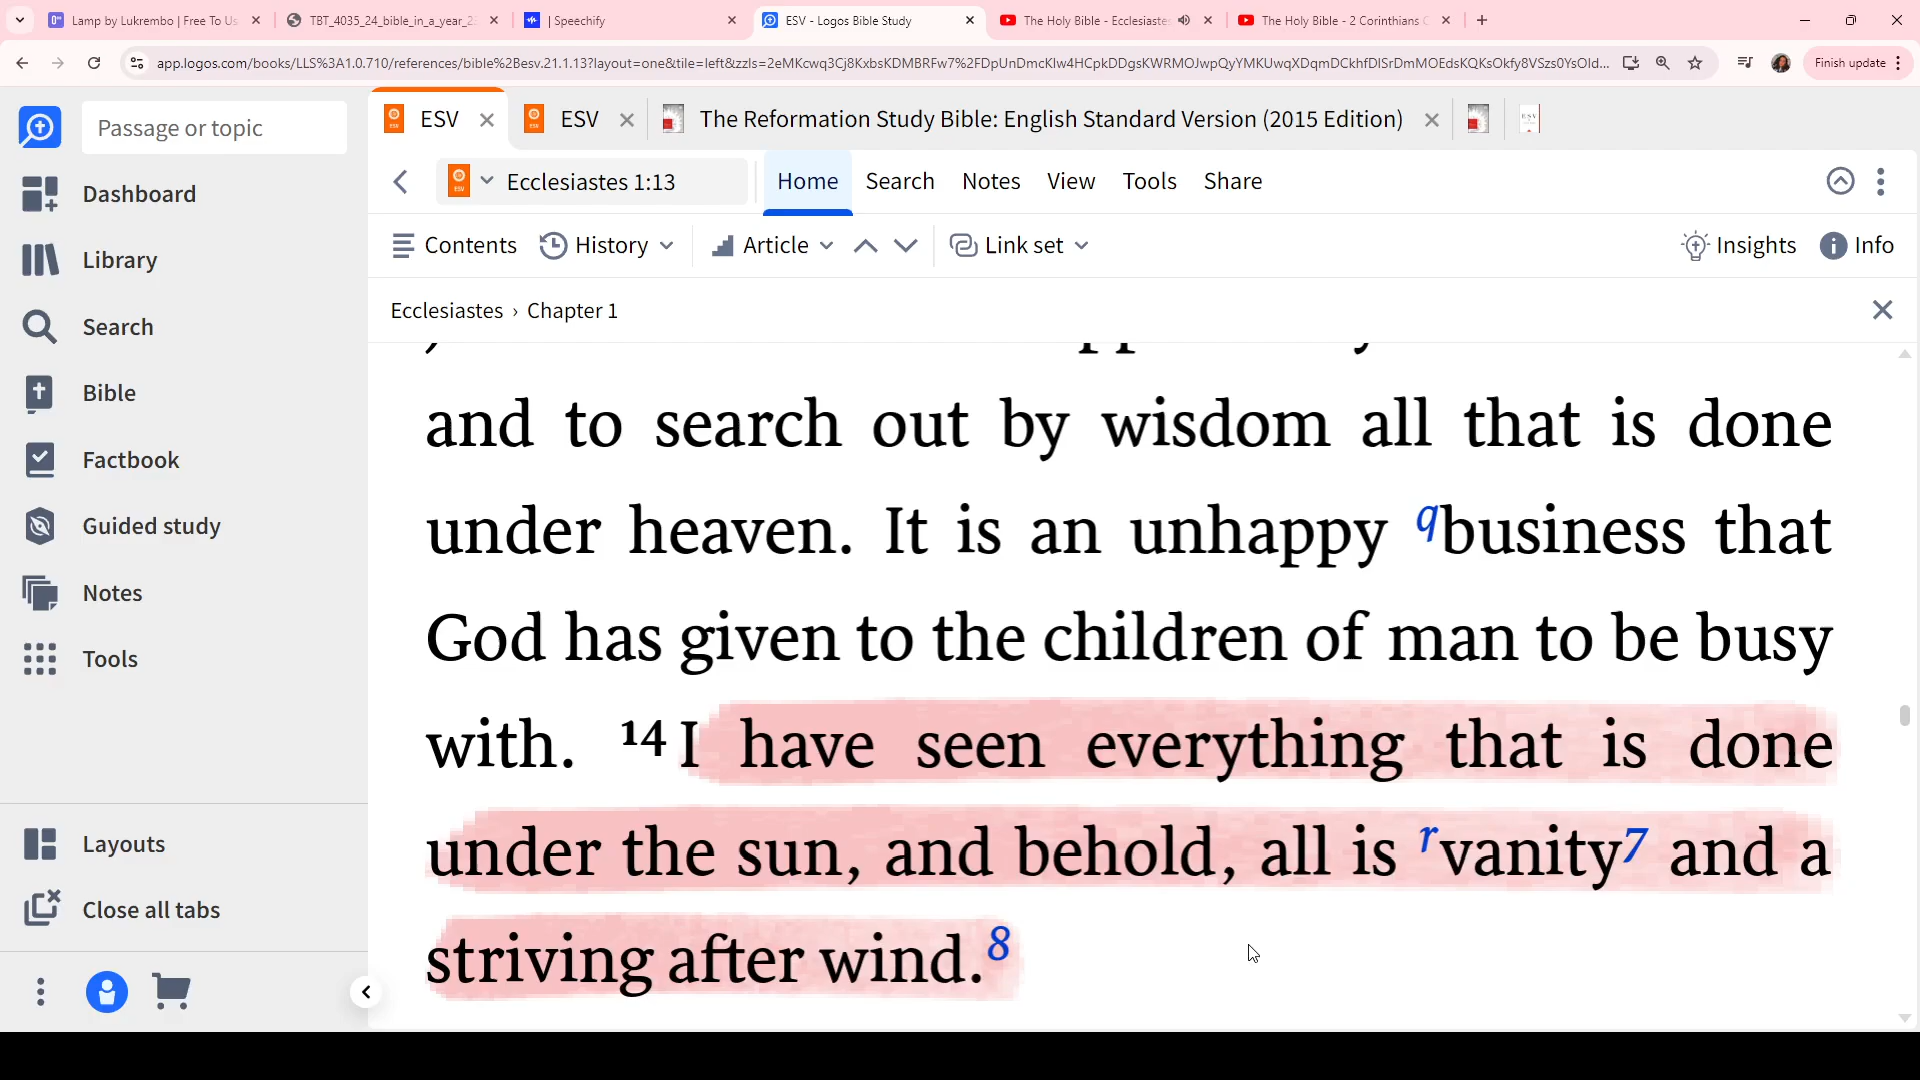 Lamp by Lukrembo | Free To Us
TBT_4035_24_bible_in_a_year_2
| Speechify
ESV - Logos Bible Study
The Holy Bible - Ecclesiastes
The Holy Bible - 2 Corinthians
Finish update
Passage or topic
Dashboard
Library
Search
Bible
Factbook
Guided study
Notes
Tools
Layouts
Close all tabs
ESV
ESV
The Reformation Study Bible: English Standard Version (2015 Edition)
Ecclesiastes 1:13
Home Search Notes View Tools Share
Contents History Article Link set Insights Info
Ecclesiastes › Chapter 1
and to search out by wisdom all that is done
under heaven. It is an unhappy qbusiness that
God has given to the children of man to be busy
with. 14 I have seen everything that is done
under the sun, and behold, all is rvanity7 and a
striving after wind.8